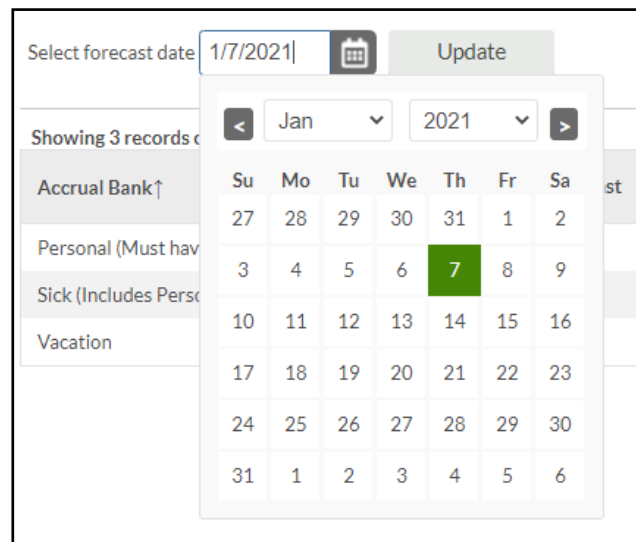 Select forecast date 1/7/2021 Update
< Jan 2021 >
Showing 3 records
Accrual Bank↑
Su Mo Tu We Th Fr Sa
27 28 29 30 31 1 2
Personal (Must hav
3 4 5 6 7 8 9
Sick (Includes Pers
10 11 12 13 14 15 16
Vacation
17 18 19 20 21 22 23
24 25 26 27 28 29 30
31 1 2 3 4 5 6